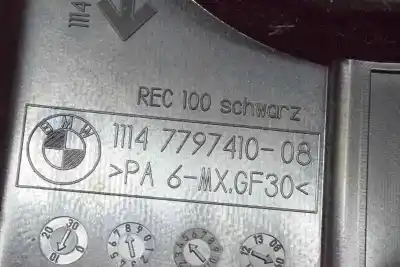 1114
REC 100 schwarz
BMW
1114 7797410-08
>PA 6-MX.GF30<